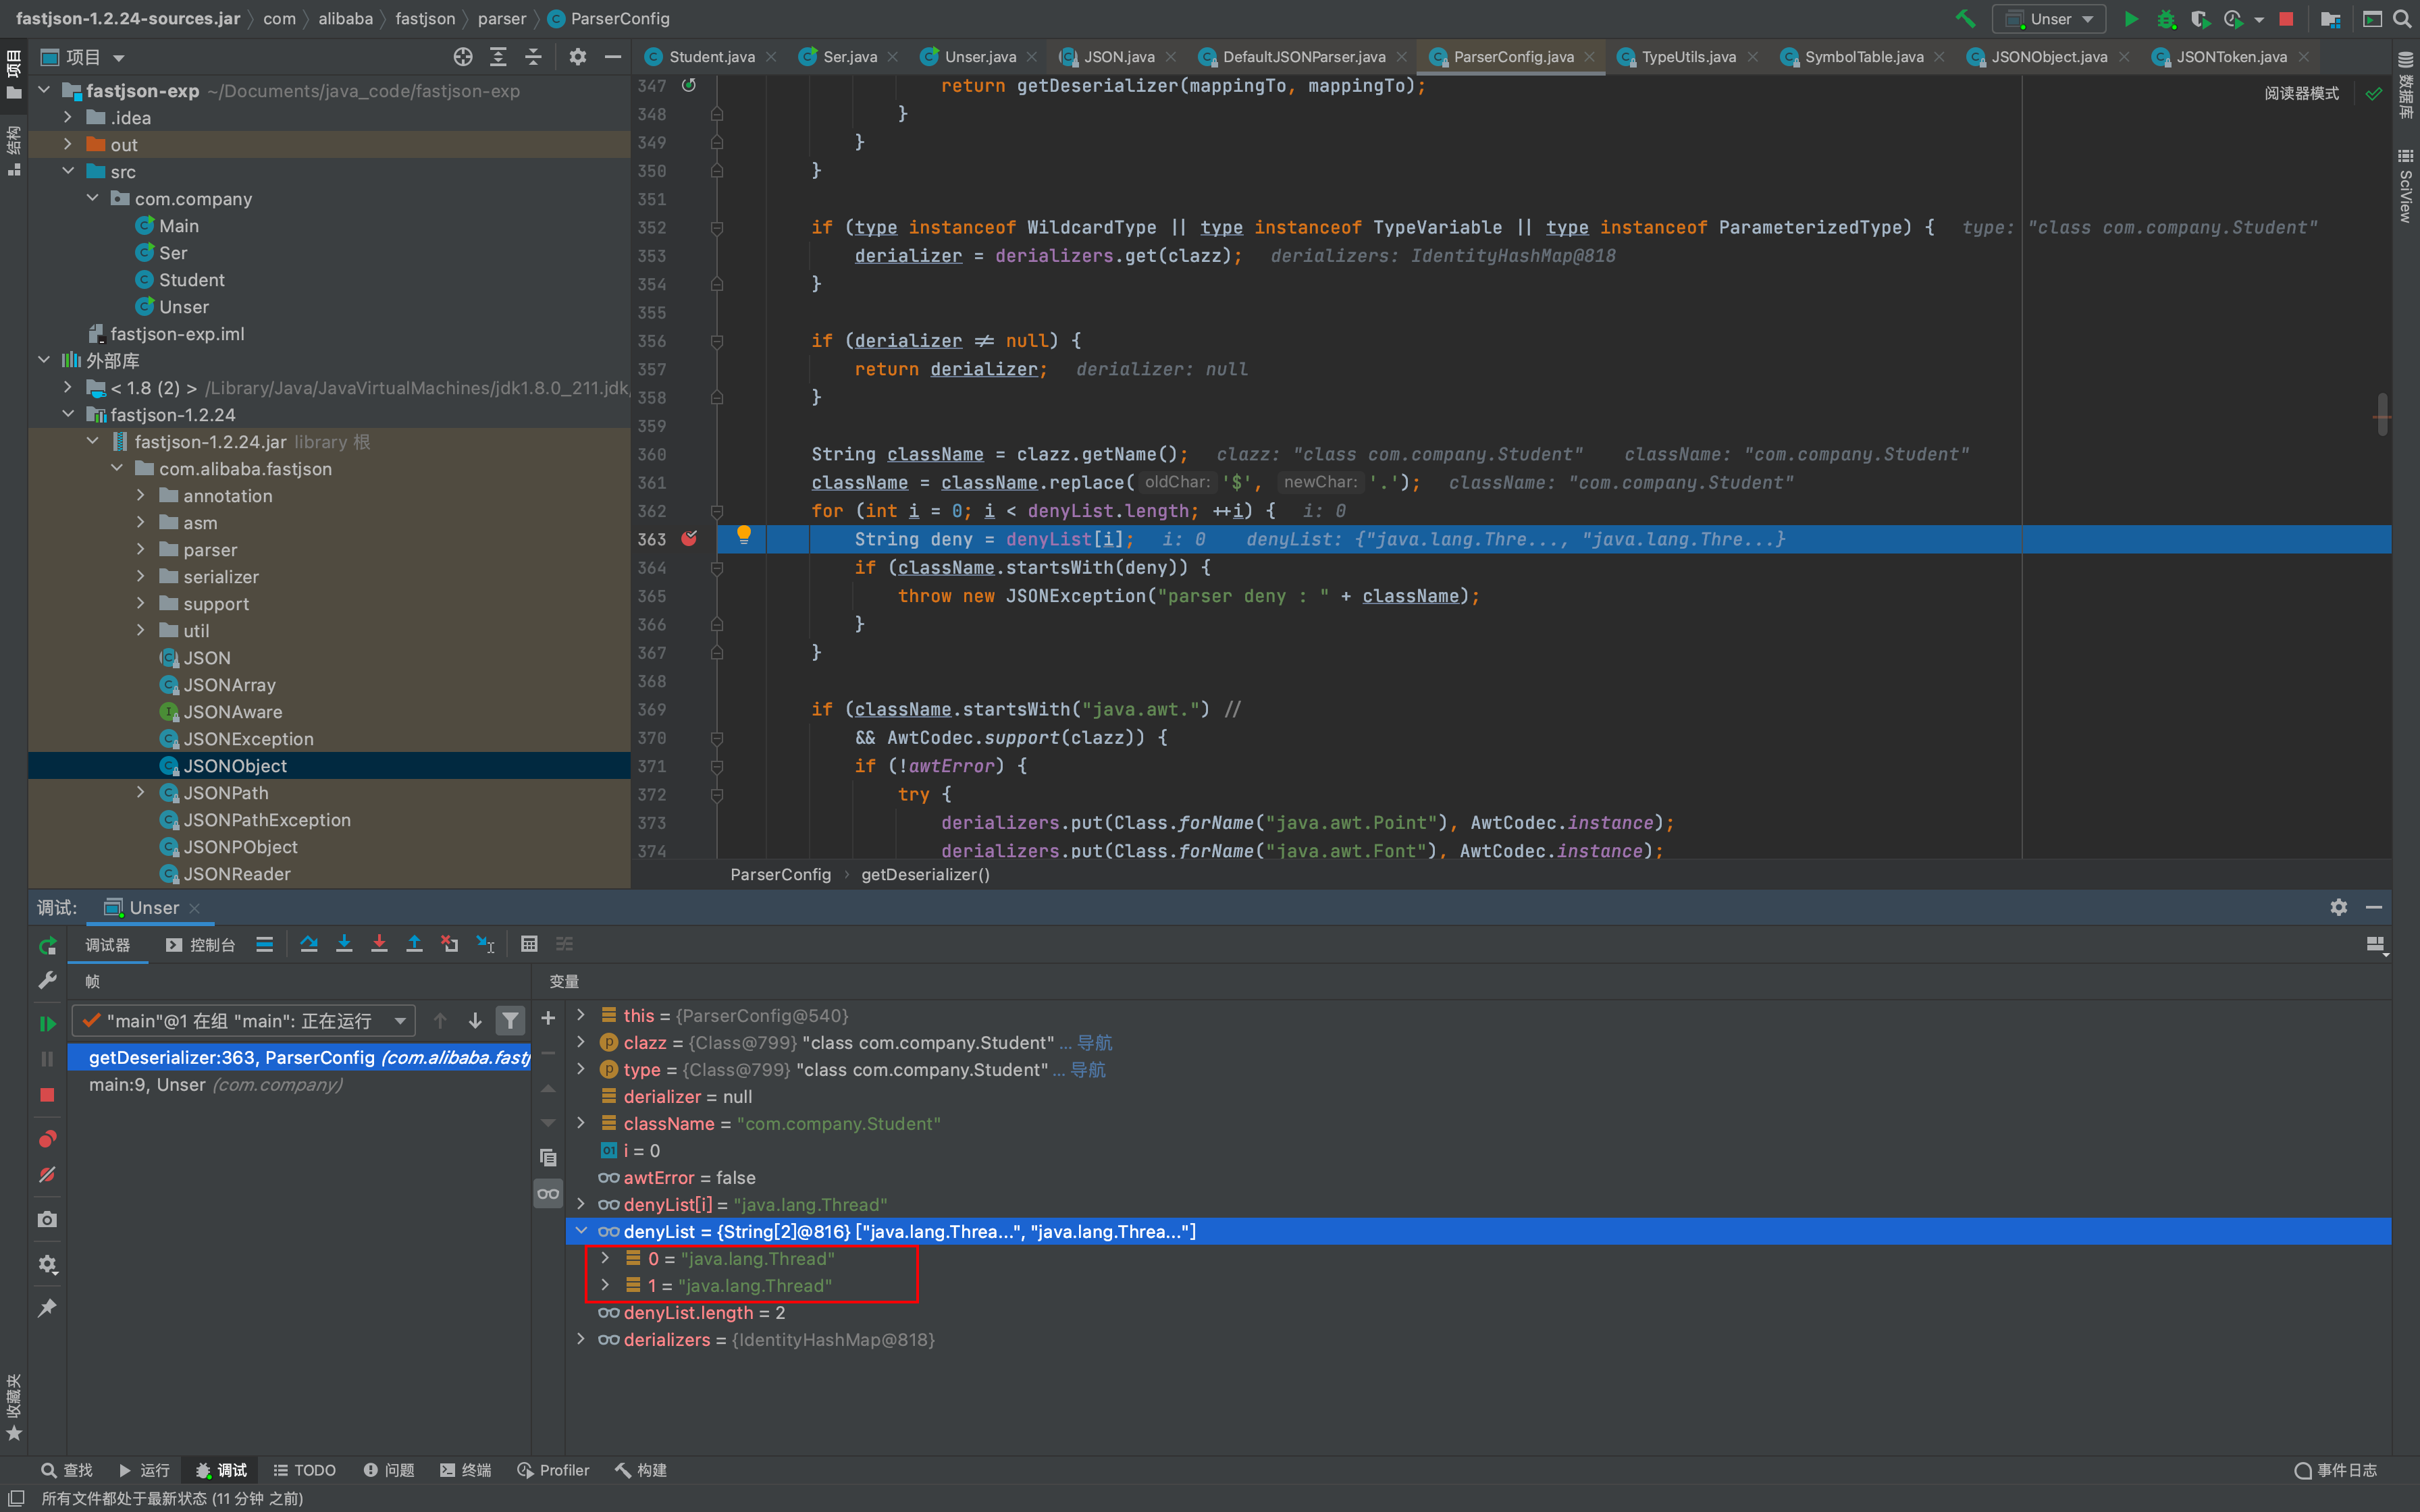 fastjson-1.2.24-sources.jar 〉 com 〉 alibaba 〉 fastjson 〉 parser 〉 ParserConfig
Unser
项目
结构
收藏夹
数据库
SciView
项目
Student.java
Ser.java
Unser.java
JSON.java
DefaultJSONParser.java
ParserConfig.java
TypeUtils.java
SymbolTable.java
JSONObject.java
JSONToken.java
fastjson-exp ~/Documents/java_code/fastjson-exp
.idea
out
src
com.company
Main
Ser
Student
Unser
fastjson-exp.iml
外部库
< 1.8 (2) > /Library/Java/JavaVirtualMachines/jdk1.8.0_211.jdk
fastjson-1.2.24
fastjson-1.2.24.jar library 根
com.alibaba.fastjson
annotation
asm
parser
serializer
support
util
JSON
JSONArray
JSONAware
JSONException
JSONObject
JSONPath
JSONPathException
JSONPObject
JSONReader
阅读器模式
347 return getDeserializer(mappingTo, mappingTo);
348 }
349 }
350 }
351
352 if (type instanceof WildcardType || type instanceof TypeVariable || type instanceof ParameterizedType) { type: "class com.company.Student"
353 derializer = derializers.get(clazz); derializers: IdentityHashMap@818
354 }
355
356 if (derializer != null) {
357 return derializer; derializer: null
358 }
359
360 String className = clazz.getName(); clazz: "class com.company.Student" className: "com.company.Student"
361 className = className.replace( oldChar: '$', newChar: '.'); className: "com.company.Student"
362 for (int i = 0; i < denyList.length; ++i) { i: 0
363 String deny = denyList[i]; i: 0 denyList: {"java.lang.Thre..., "java.lang.Thre...}
364 if (className.startsWith(deny)) {
365 throw new JSONException("parser deny : " + className);
366 }
367 }
368
369 if (className.startsWith("java.awt.") //
370 && AwtCodec.support(clazz)) {
371 if (!awtError) {
372 try {
373 derializers.put(Class.forName("java.awt.Point"), AwtCodec.instance);
374 derializers.put(Class.forName("java.awt.Font"), AwtCodec.instance);
ParserConfig › getDeserializer()
调试: Unser
调试器 控制台
帧
变量
"main"@1 在组 "main": 正在运行
getDeserializer:363, ParserConfig (com.alibaba.fastj
main:9, Unser (com.company)
this = {ParserConfig@540}
clazz = {Class@799} "class com.company.Student" ... 导航
type = {Class@799} "class com.company.Student" ... 导航
derializer = null
className = "com.company.Student"
i = 0
awtError = false
denyList[i] = "java.lang.Thread"
denyList = {String[2]@816} ["java.lang.Threa...", "java.lang.Threa..."]
0 = "java.lang.Thread"
1 = "java.lang.Thread"
denyList.length = 2
derializers = {IdentityHashMap@818}
查找 运行 调试 TODO 问题 终端 Profiler 构建
事件日志
所有文件都处于最新状态 (11 分钟 之前)